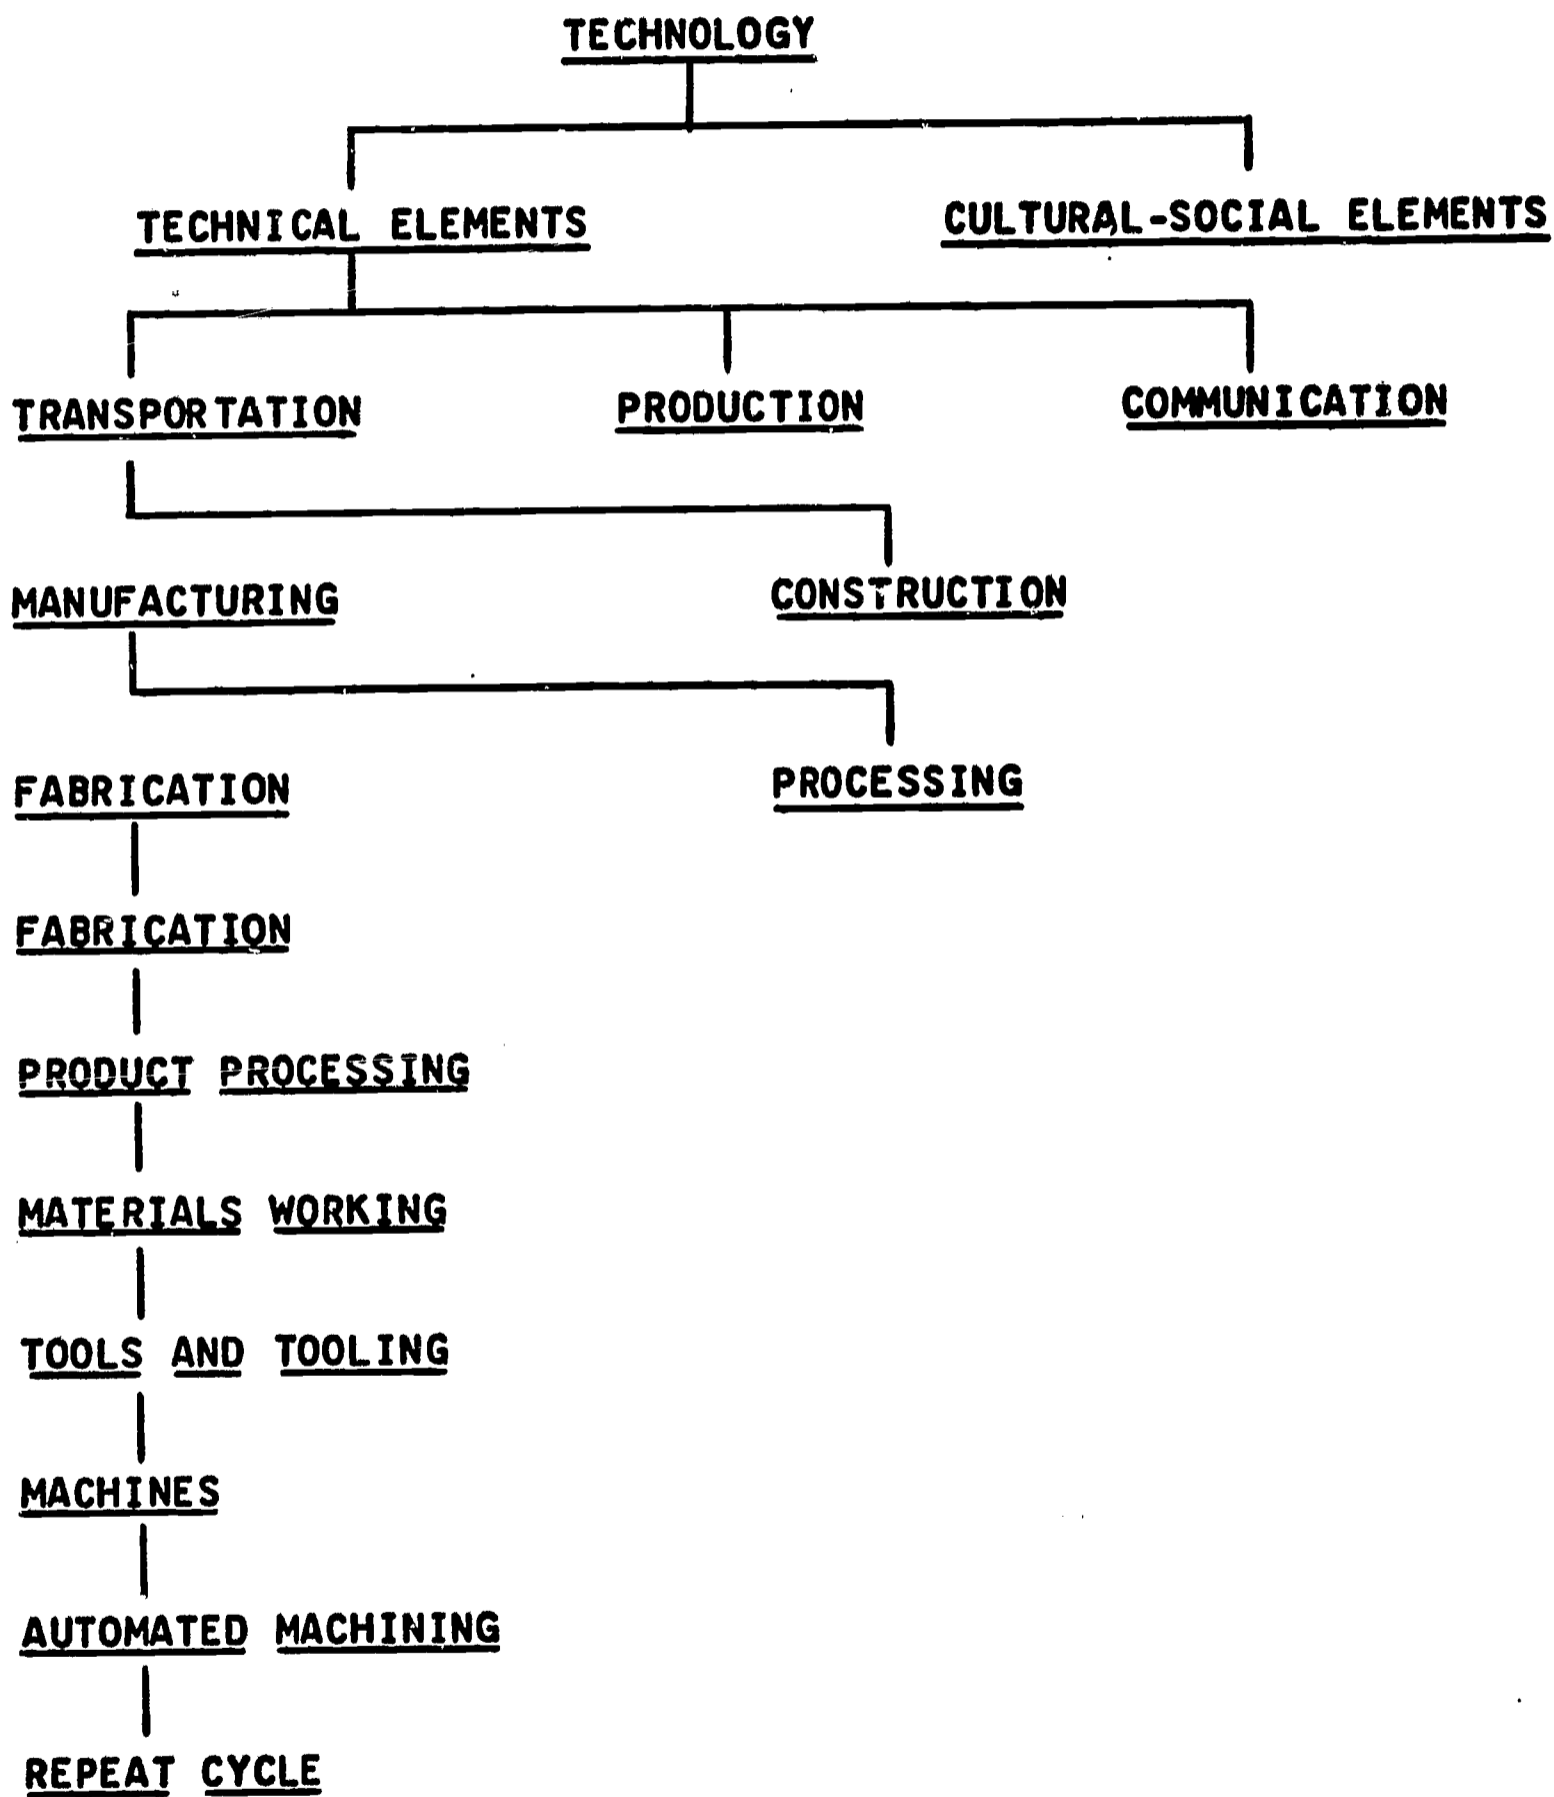 TECHNOLOGY
TECHNICAL ELEMENTS CULTURAL-SOCIAL ELEMENTS
TRANSPORTATION PRODUCTION COMMUNICATION
MANUFACTURING CONSTRUCTION
FABRICATION PROCESSING
FABRICATION
PRODUCT PROCESSING
MATERIALS WORKING
TOOLS AND TOOLING
MACHINES
AUTOMATED MACHINING
REPEAT CYCLE